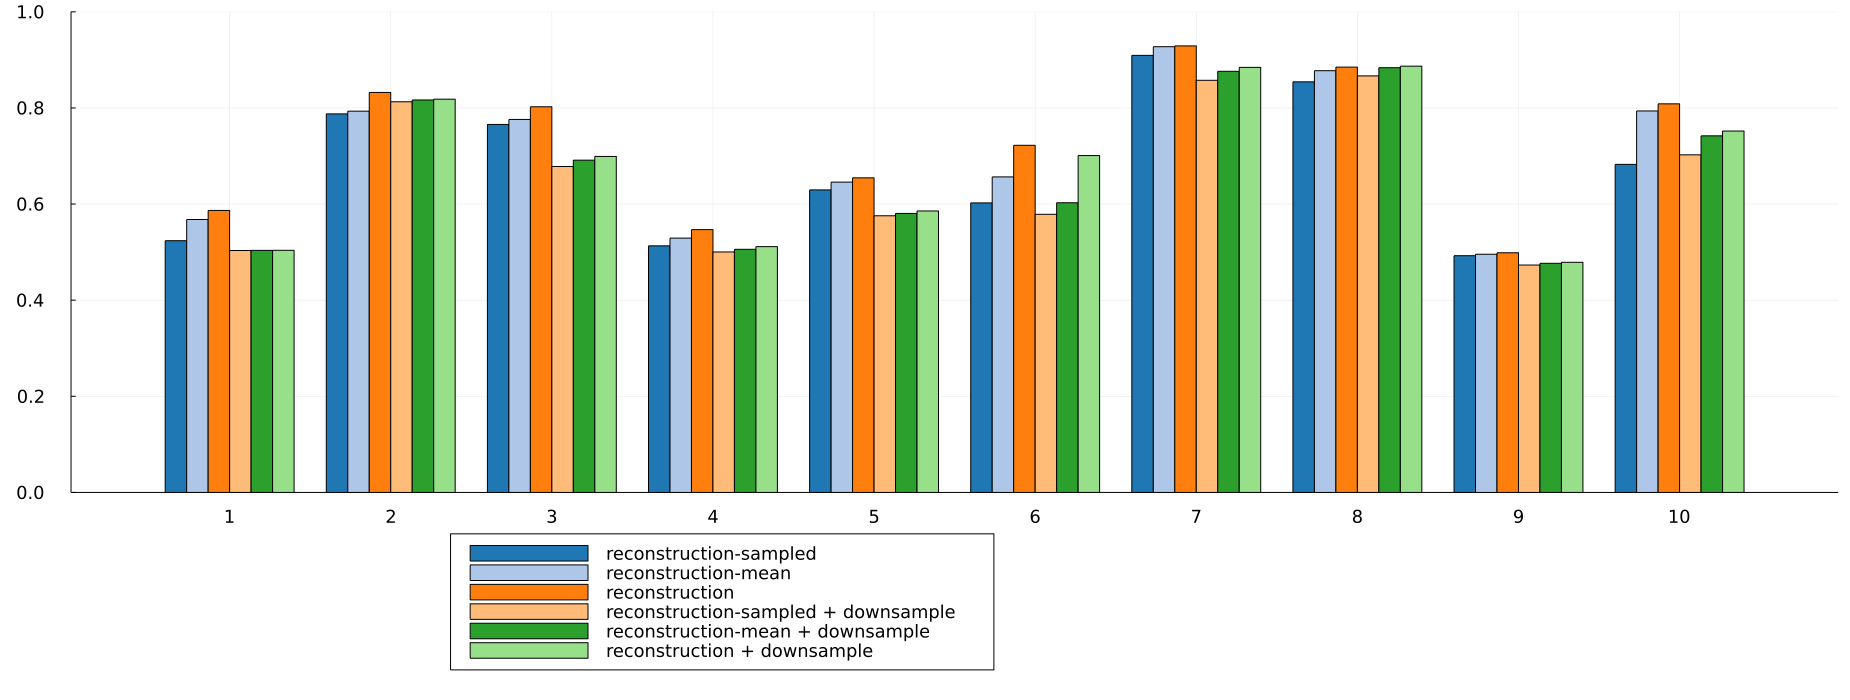 1.0
0.8
0.6
0.4
0.2
0.0
1 2 3 4 5 6 7 8 9 10
reconstruction-sampled
reconstruction-mean
reconstruction
reconstruction-sampled + downsample
reconstruction-mean + downsample
reconstruction + downsample